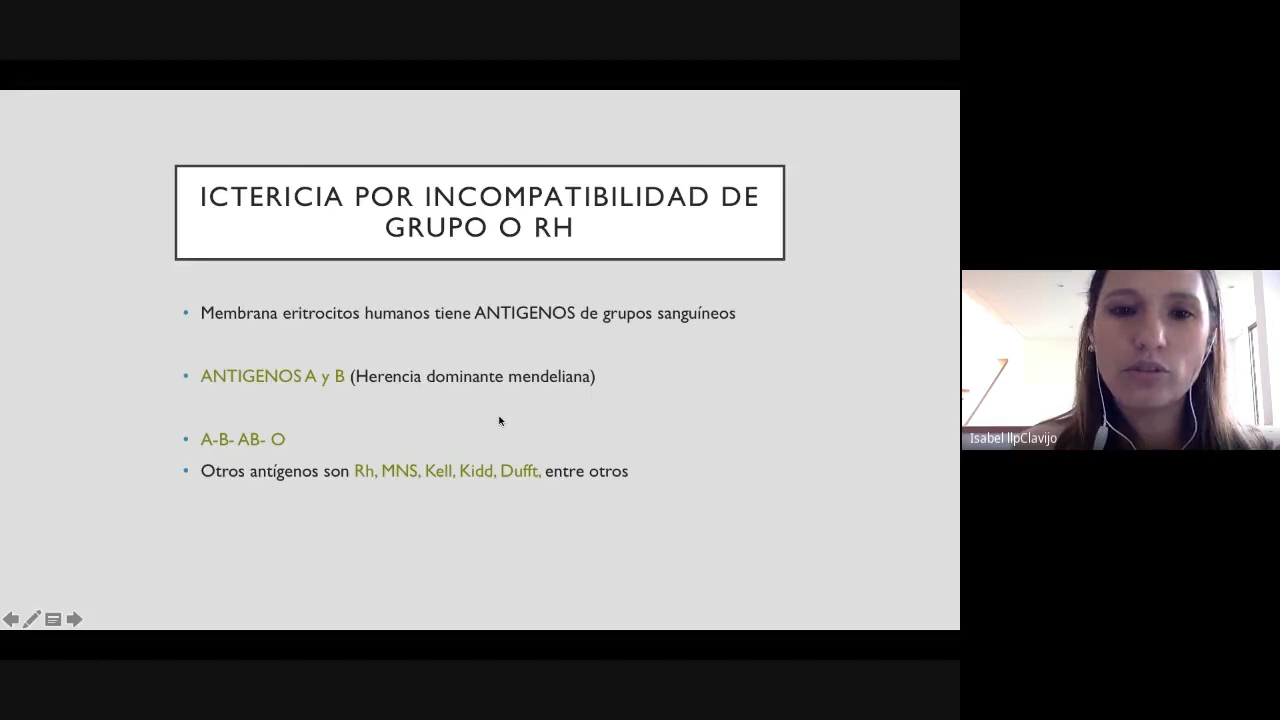 ICTERICIA POR INCOMPATIBILIDAD DE
GRUPO O RH
• Membrana eritrocitos humanos tiene ANTIGENOS de grupos sanguíneos
• ANTIGENOS A y B (Herencia dominante mendeliana)
• A-B- AB- O
• Otros antígenos son Rh, MNS, Kell, Kidd, Dufft, entre otros
Isabel llpClavijo